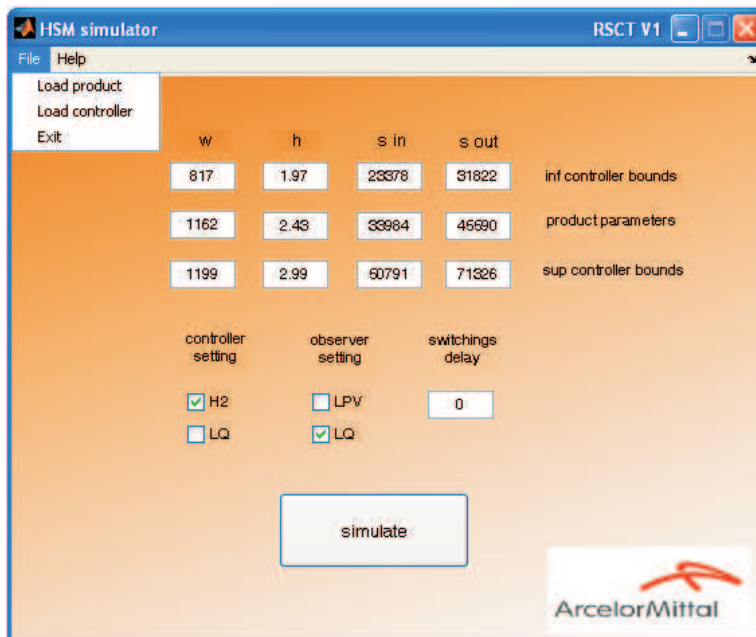 HSM simulator RSCT V1
File Help
Load product
Load controller
Exit
w h s in s out
817 1.97 23378 31822 inf controller bounds
1162 2.43 33984 45590 product parameters
1199 2.99 50791 71326 sup controller bounds
controller observer switchings
setting setting delay
H2 LPV 0
LQ LQ
simulate
ArcelorMittal